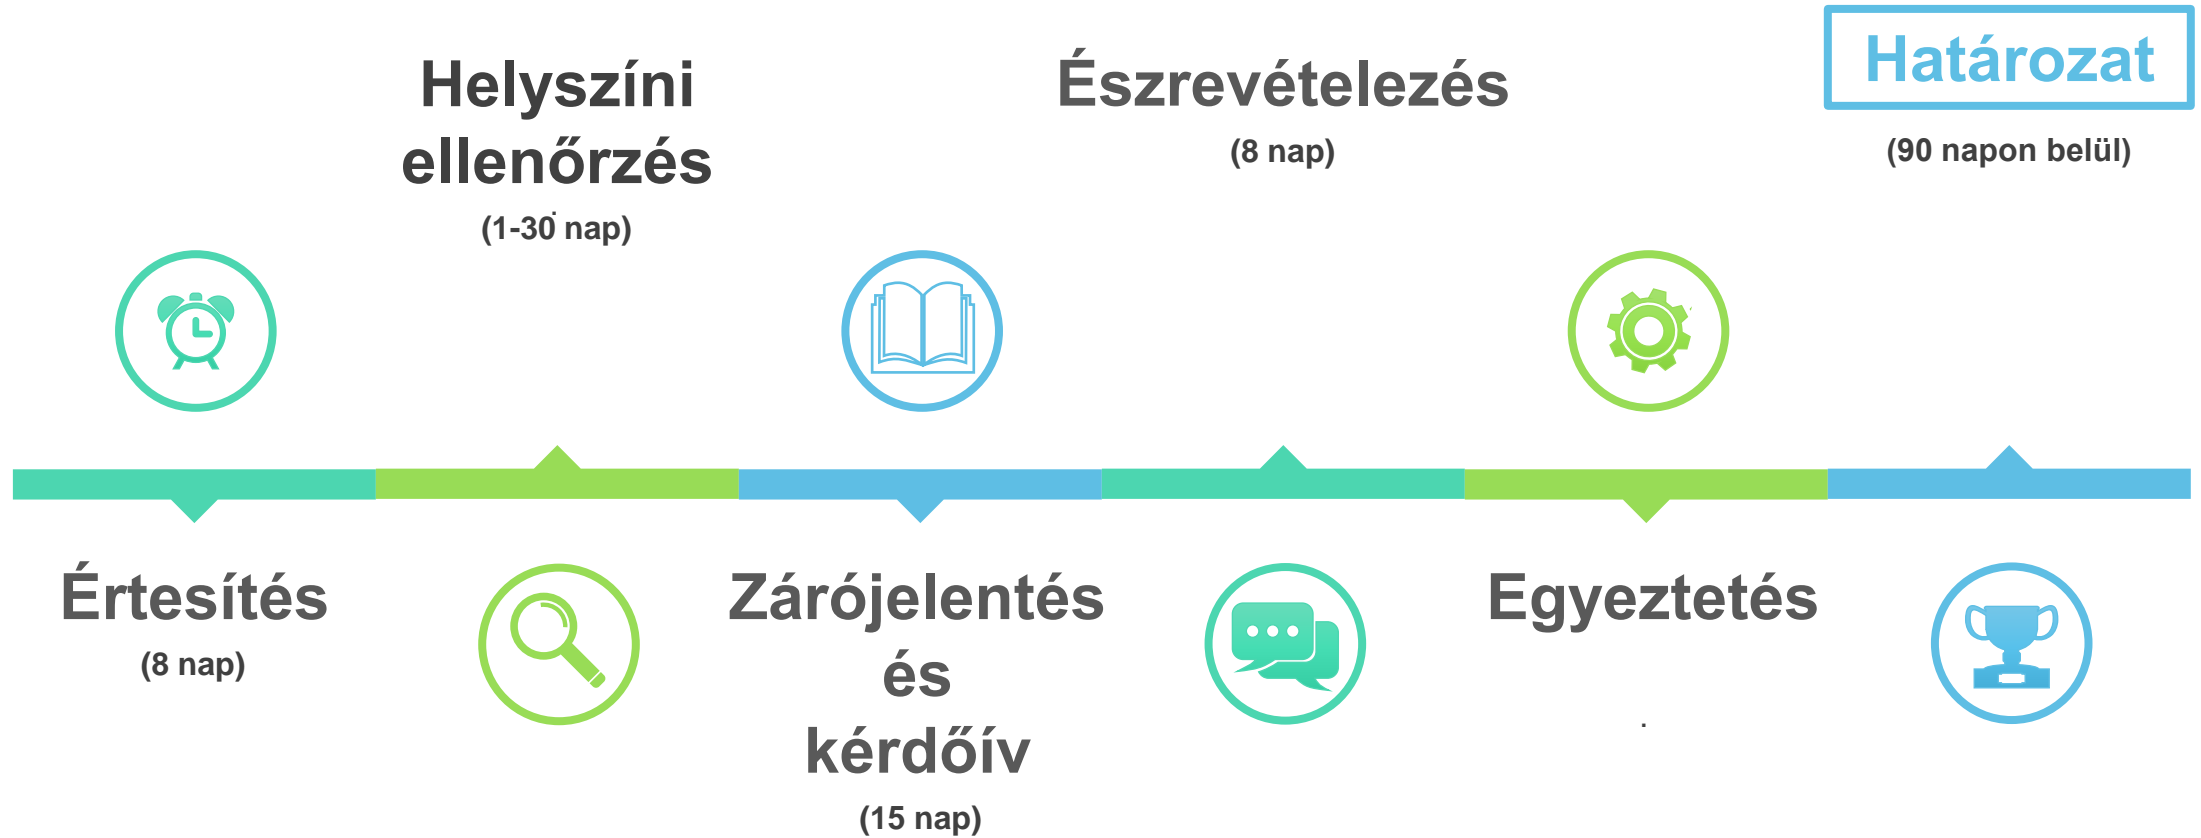 Értesítés
(8 nap)
Helyszíni
ellenőrzés
(1-30 nap)
Zárójelentés
és
kérdőív
(15 nap)
Észrevételezés
(8 nap)
Egyeztetés
.
Határozat
(90 napon belül)